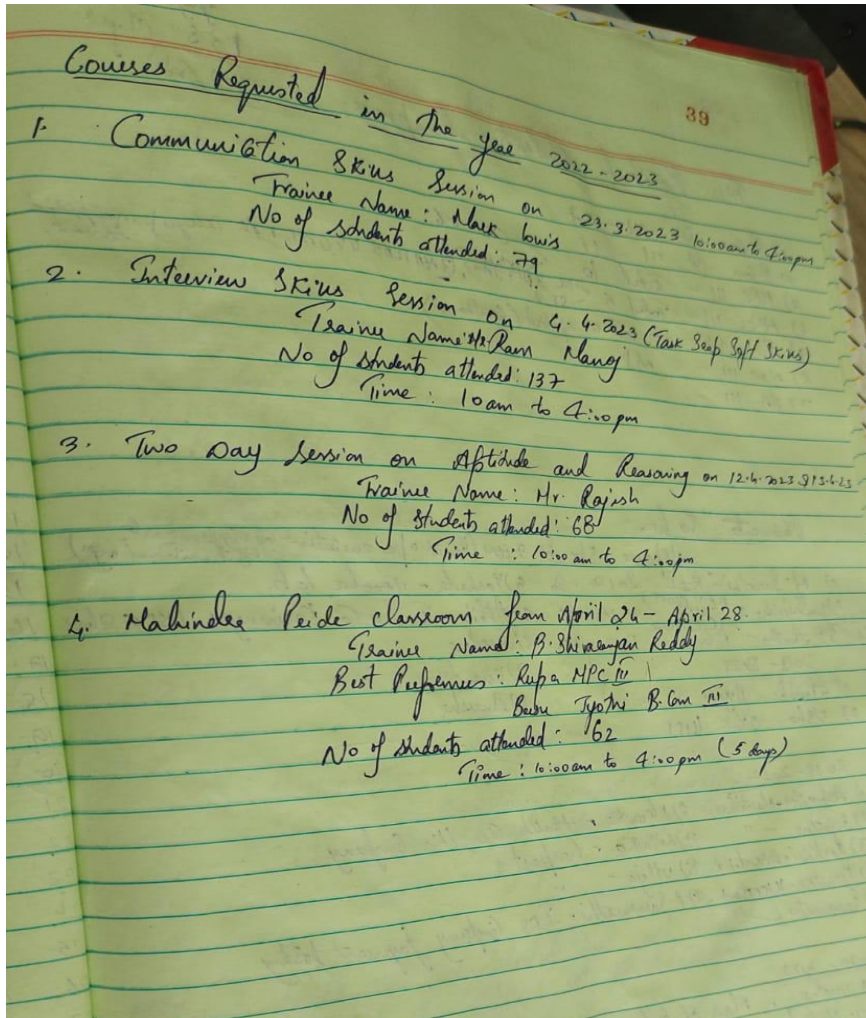 39
Courses Requested in the year 2022-2023
1. Communication Skills Session on 23.3.2023 10:00am to 4:00pm
Trainee Name: Mark Lowis
No of students attended: 79
2. Interview Skills Session on 4.4.2023 (Task Soft Skills)
Trainee Name: Mr. Ram Manoj
No of students attended: 137
Time: 10am to 4:00pm
3. Two Day Session on Aptitude and Reasoning on 12.4.2023 & 13.4.23
Trainee Name: Mr. Rajesh
No of students attended: 68
Time: 10:00 am to 4:00pm
4. Mahindra Pride classroom from April 24 - April 28.
Trainee Name: B. Reddy
Best : Rupa MPC III
Jyothi B.Com III
No of students attended: 62
Time: 10:00am to 4:00pm (5 days)